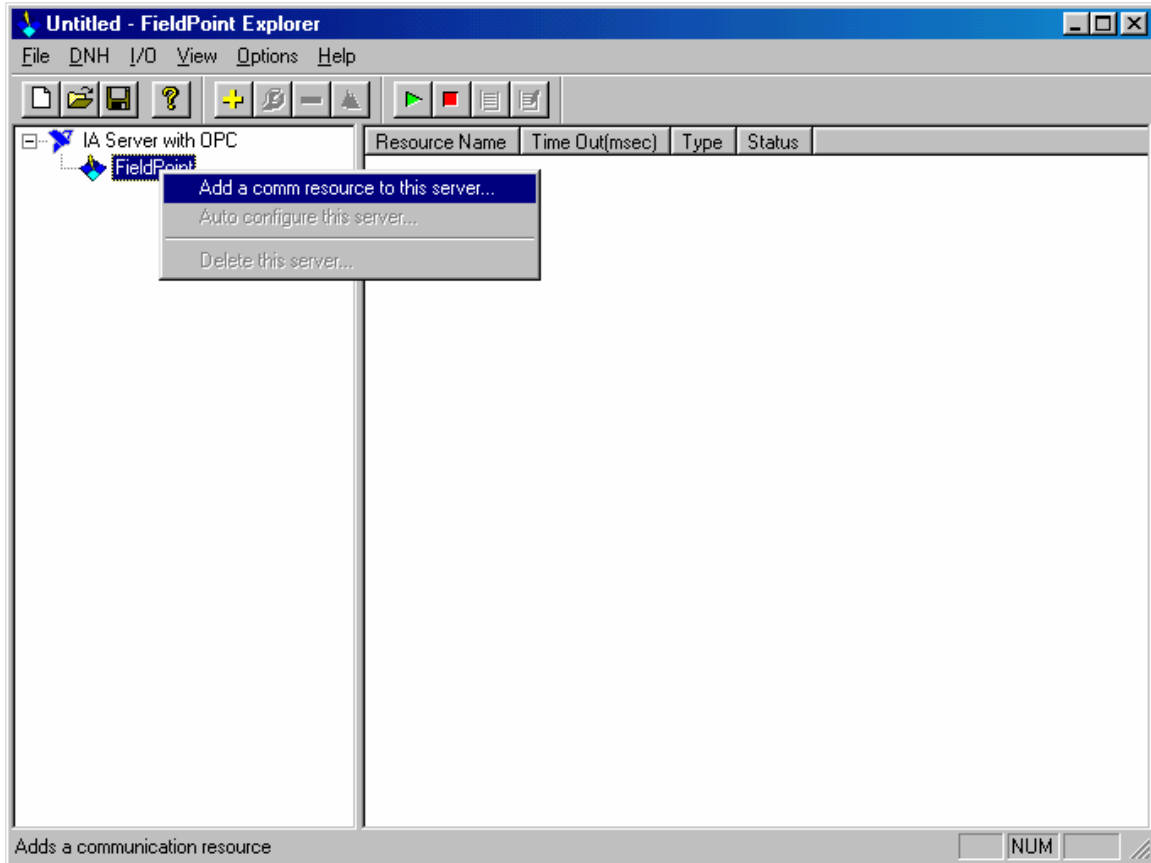 Untitled - FieldPoint Explorer
File DNH I/O View Options Help
IA Server with OPC
FieldPoint
Resource Name Time Out(msec) Type Status
Add a comm resource to this server...
Auto configure this server...
Delete this server...
Adds a communication resource
NUM